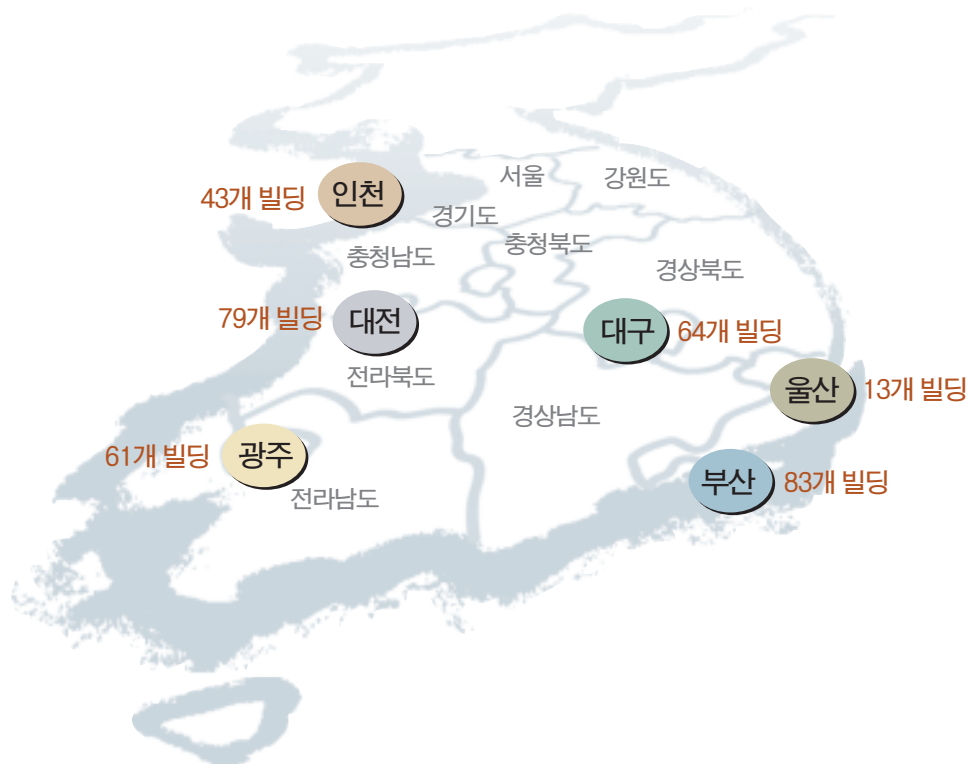 서울
강원도
43개 빌딩
인천
경기도
충청남도
충청북도
경상북도
79개 빌딩
대전
대구
64개 빌딩
전라북도
울산
13개 빌딩
경상남도
61개 빌딩
광주
전라남도
부산
83개 빌딩